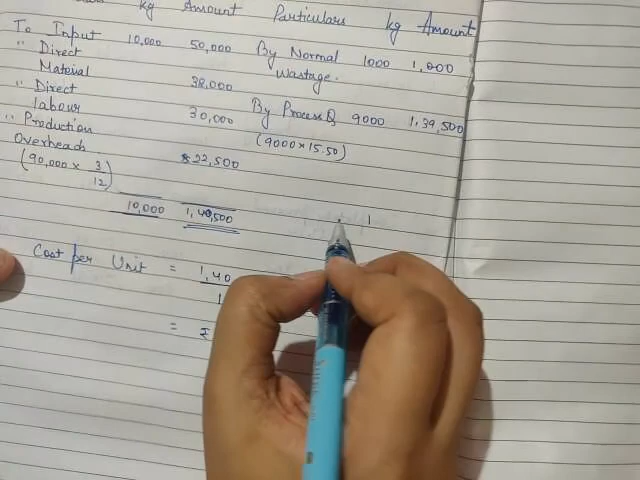 kg Amount Particulars kg Amount
To Input 10,000 50,000 By Normal 1000 1,000
" Direct Wastage.
Material 38,000
" Direct By Process Q 9000 1,39,500
labour 30,000 (9000 x 15.50)
" Production
Overheads 22,500
(90,000 x 3/12)
10,000 1,40,500 1
Cost per Unit = 1,40
1
= ₹